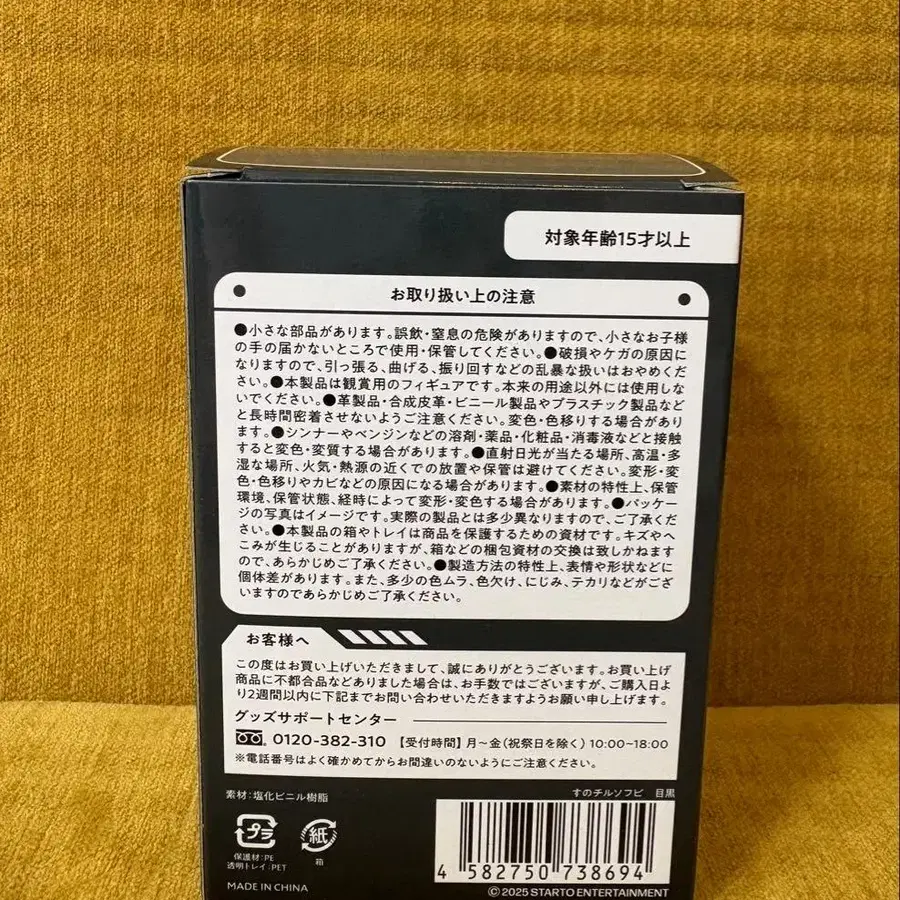 対象年齢15才以上
お取り扱い上の注意
●小さな部品があります。誤飲・窒息の危険がありますので、小さなお子様
の手の届かないところで使用・保管してください。●破損やケガの原因に
なりますので、引っ張る、曲げる、振り回すなどの乱暴な扱いはおやめくだ
さい。●本製品は観賞用のフィギュアです。本来の用途以外には使用しな
いでください。●革製品・合成皮革・ビニール製品やプラスチック製品など
と長時間密着させないようご注意ください。変色・色移りする場合がありま
す。●シンナーやベンジンなどの溶剤・薬品・化粧品・消毒液などと接触
すると変色・変質する場合があります。●直射日光が当たる場所、高温・多
湿な場所、火気・熱源の近くでの放置や保管は避けてください。変形・変
色・色移りやカビなどの原因になる場合があります。●素材の特性上、保管
環境、保管状態、経時によって変形・変色する場合があります。●パッケー
ジの写真はイメージです。実際の製品とは多少異なりますので、ご了承くだ
さい。●本製品の箱やトレイは商品を保護するための資材です。キズやへ
こみが生じることがありますが、箱などの梱包資材の交換は致しかねます
ので、あらかじめご了承ください。●製造方法の特性上、表情や形状などに
個体差があります。また、多少の色ムラ、色欠け、にじみ、テカリなどがござ
いますのであらかじめご了承ください。
お客様へ
この度はお買い上げいただきまして、誠にありがとうございます。お買い上げ
商品に不都合品などありました場合は、お手数ではございますが、ご購入日よ
り2週間以内に下記までお問い合わせいただきますようお願い申し上げます。
グッズサポートセンター
0120-382-310 【受付時間】月～金(祝祭日を除く) 10:00~18:00
※電話番号はよく確かめてからお間違いのないようにご注意ください。
素材:塩化ビニル樹脂
すのチルソフビ 目黒
プラ
紙
保護材:PE
透明トレイ:PET
箱
MADE IN CHINA
4 582750 738694
©2025 STARTO ENTERTAINMENT